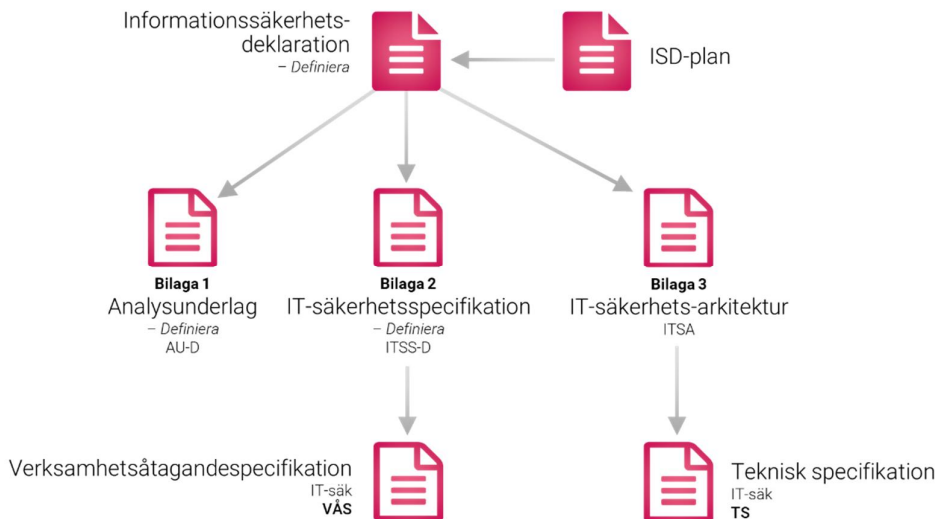 Informationssäkerhets-
deklaration
– Definiera
ISD-plan
Bilaga 1
Analysunderlag
– Definiera
AU-D
Bilaga 2
IT-säkerhetsspecifikation
– Definiera
ITSS-D
Bilaga 3
IT-säkerhets-arkitektur
ITSA
Verksamhetsåtagandespecifikation
IT-säk
VÅS
Teknisk specifikation
IT-säk
TS